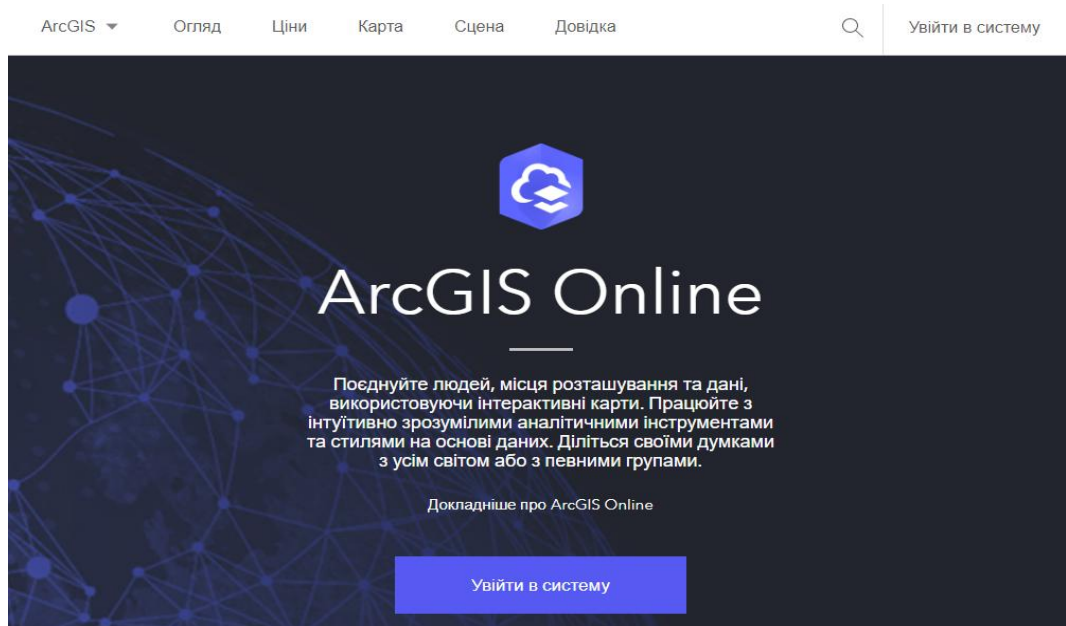 ArcGIS Огляд Ціни Карта Сцена Довідка Увійти в систему
ArcGIS Online
Поєднуйте людей, місця розташування та дані,
використовуючи інтерактивні карти. Працюйте з
інтуїтивно зрозумілими аналітичними інструментами
та стилями на основі даних. Діліться своїми думками
з усім світом або з певними групами.
Докладніше про ArcGIS Online
Увійти в систему